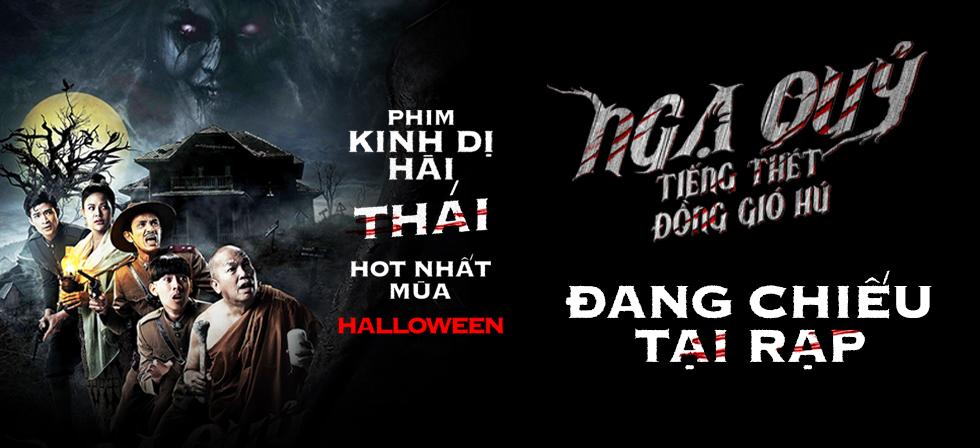 PHIM
KINH DỊ
HÀI
THÁI
HOT NHẤT
MÙA
HALLOWEEN
NGẠ QUỶ
TIẾNG THÉT
ĐỒNG GIÓ HÚ
ĐANG CHIẾU
TẠI RẠP